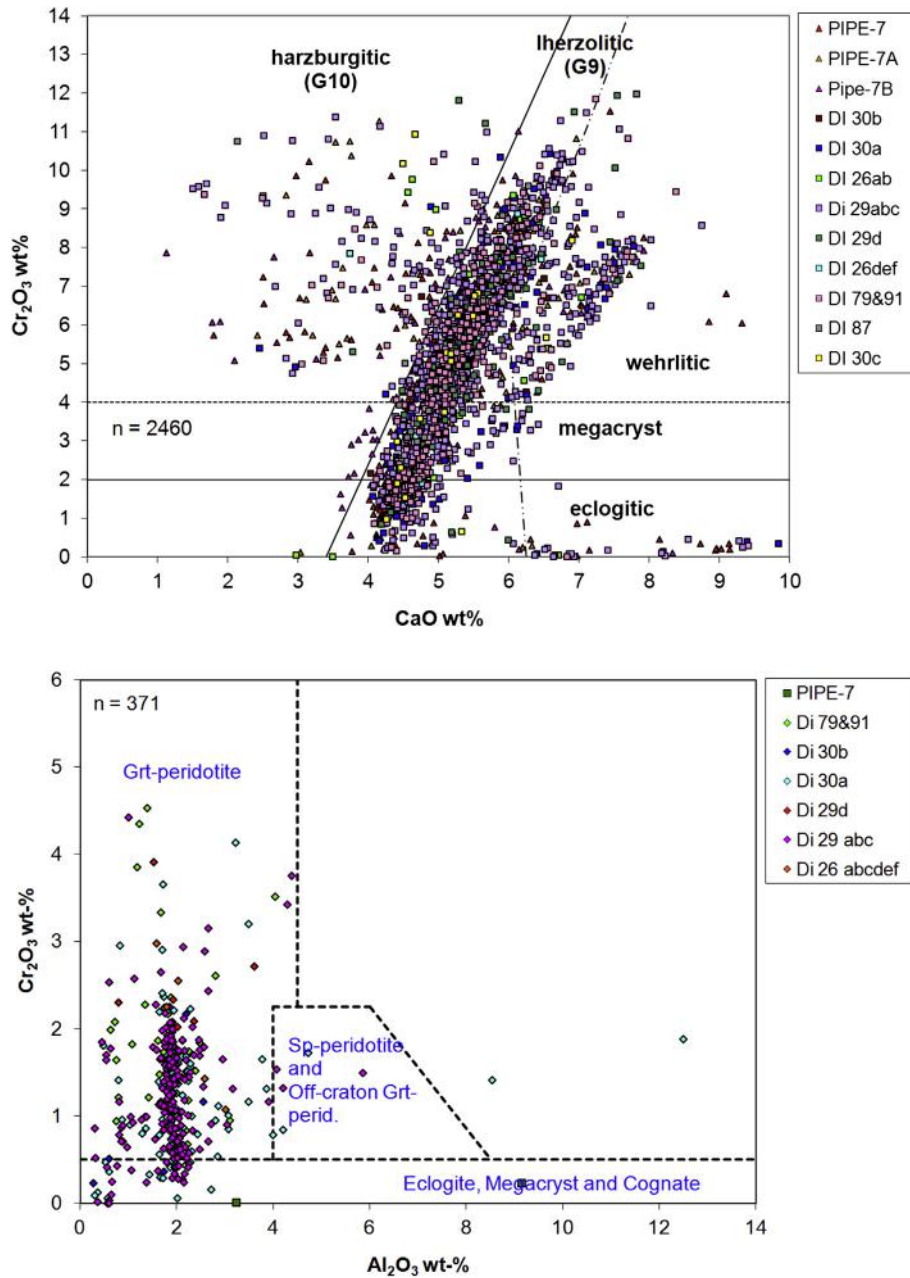 14
13
12
11
10
9
8
7
6
5
4
3
2
1
0
Cr₂O₃ wt%
harzburgitic
(G10)
lherzolitic
(G9)
wehrlitic
n = 2460
megacryst
eclogitic
0 1 2 3 4 5 6 7 8 9 10
CaO wt%
PIPE-7
PIPE-7A
Pipe-7B
DI 30b
DI 30a
DI 26ab
Di 29abc
DI 29d
DI 26def
DI 79&91
DI 87
DI 30c
6
5
4
3
2
1
0
Cr₂O₃ wt-%
n = 371
Grt-peridotite
Sp-peridotite
and
Off-craton Grt-
perid.
Eclogite, Megacryst and Cognate
0 2 4 6 8 10 12 14
Al₂O₃ wt-%
PIPE-7
Di 79&91
Di 30b
Di 30a
Di 29d
Di 29 abc
Di 26 abcdef